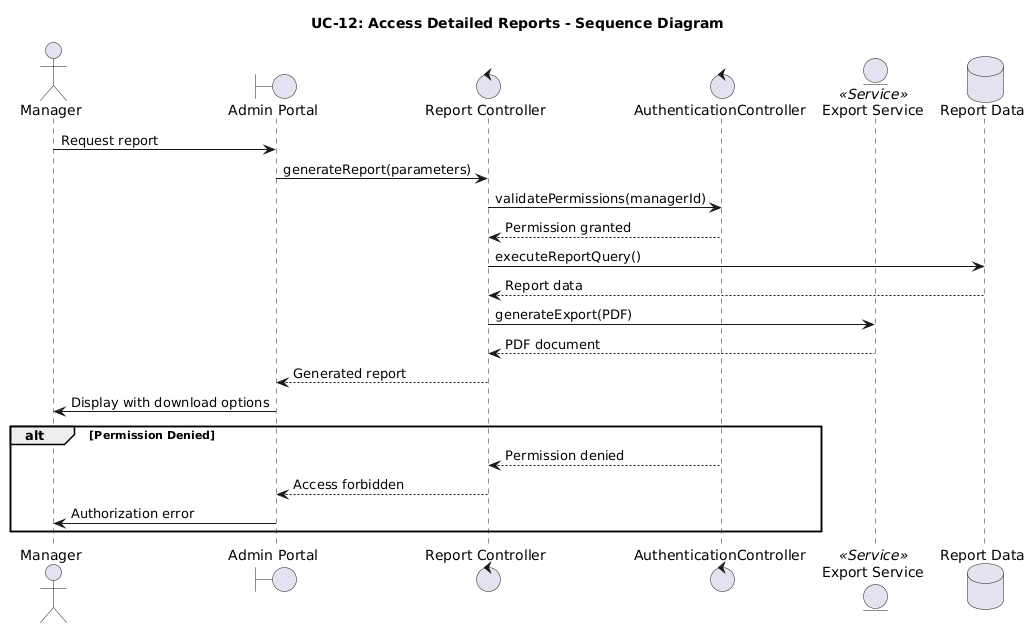 UC-12: Access Detailed Reports - Sequence Diagram
Manager
Admin Portal
Report Controller
AuthenticationController
«Service»
Export Service
Report Data
Request report
generateReport(parameters)
validatePermissions(managerId)
Permission granted
executeReportQuery()
Report data
generateExport(PDF)
PDF document
Generated report
Display with download options
alt
[Permission Denied]
Permission denied
Access forbidden
Authorization error
Manager
Admin Portal
Report Controller
AuthenticationController
«Service»
Export Service
Report Data